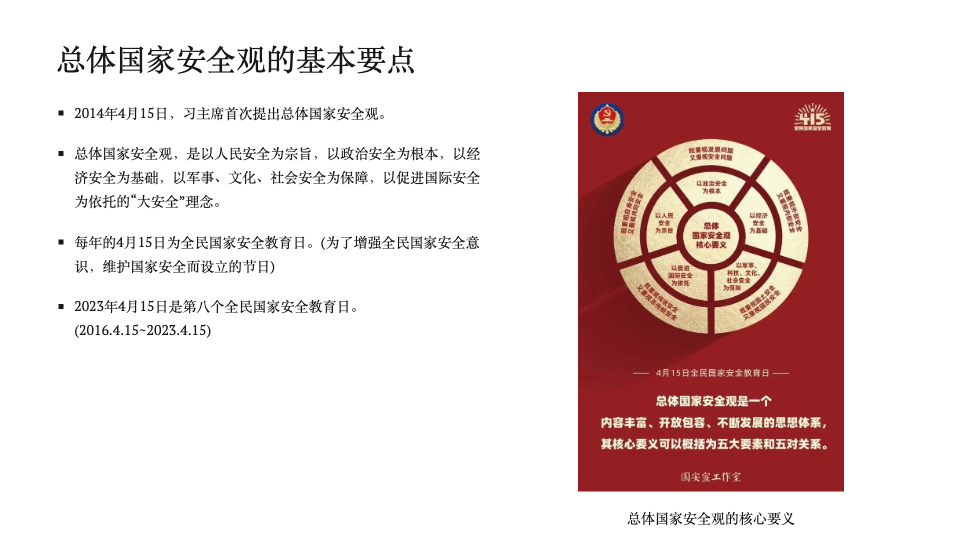 总体国家安全观的基本要点
2014年4月15日，习主席首次提出总体国家安全观。
总体国家安全观，是以人民安全为宗旨，以政治安全为根本，以经
济安全为基础，以军事、文化、社会安全为保障，以促进国际安全
为依托的“大安全”理念。
每年的4月15日为全民国家安全教育日。(为了增强全民国家安全意
识，维护国家安全而设立的节日)
2023年4月15日是第八个全民国家安全教育日。
(2016.4.15~2023.4.15)
4·15
全民国家安全教育日
既重视发展问题
又重视安全问题
既重视外部安全
又重视内部安全
既重视国土安全
又重视国民安全
既重视传统安全
又重视非传统安全
既重视自身安全
又重视共同安全
以政治安全
为根本
以人民
安全
为宗旨
以经济
安全
为基础
总体
国家安全观
核心要义
以促进
国际安全
为依托
以军事、
科技、文化、
社会安全
为保障
4月15日全民国家安全教育日
总体国家安全观是一个
内容丰富、开放包容、不断发展的思想体系，
其核心要义可以概括为五大要素和五对关系。
国安宣工作室
总体国家安全观的核心要义